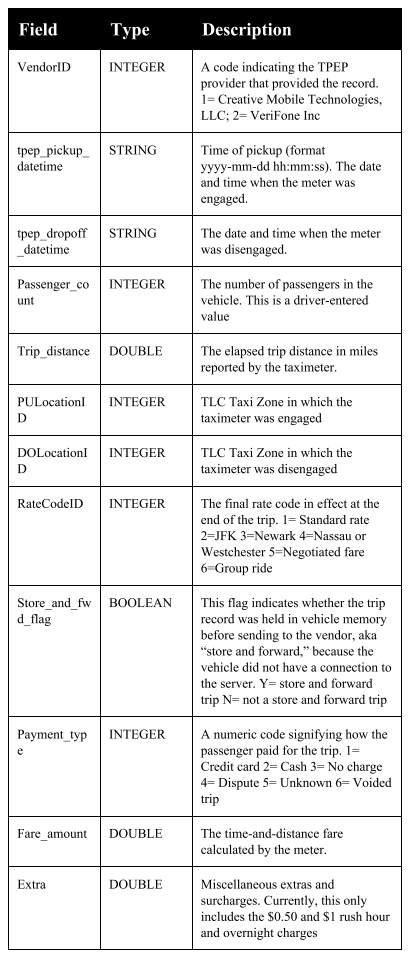 Field Type Description
VendorID INTEGER A code indicating the TPEP
provider that provided the record.
1= Creative Mobile Technologies,
LLC; 2= VeriFone Inc
tpep_pickup_ STRING Time of pickup (format
datetime yyyy-mm-dd hh:mm:ss). The date
and time when the meter was
engaged.
tpep_dropoff STRING The date and time when the meter
_datetime was disengaged.
Passenger_co INTEGER The number of passengers in the
unt vehicle. This is a driver-entered
value
Trip_distance DOUBLE The elapsed trip distance in miles
reported by the taximeter.
PULocationI INTEGER TLC Taxi Zone in which the
D taximeter was engaged
DOLocationI INTEGER TLC Taxi Zone in which the
D taximeter was disengaged
RateCodeID INTEGER The final rate code in effect at the
end of the trip. 1= Standard rate
2=JFK 3=Newark 4=Nassau or
Westchester 5=Negotiated fare
6=Group ride
Store_and_fw BOOLEAN This flag indicates whether the trip
d_flag record was held in vehicle memory
before sending to the vendor, aka
“store and forward,” because the
vehicle did not have a connection to
the server. Y= store and forward
trip N= not a store and forward trip
Payment_typ INTEGER A numeric code signifying how the
e passenger paid for the trip. 1=
Credit card 2= Cash 3= No charge
4= Dispute 5= Unknown 6= Voided
trip
Fare_amount DOUBLE The time-and-distance fare
calculated by the meter.
Extra DOUBLE Miscellaneous extras and
surcharges. Currently, this only
includes the $0.50 and $1 rush hour
and overnight charges